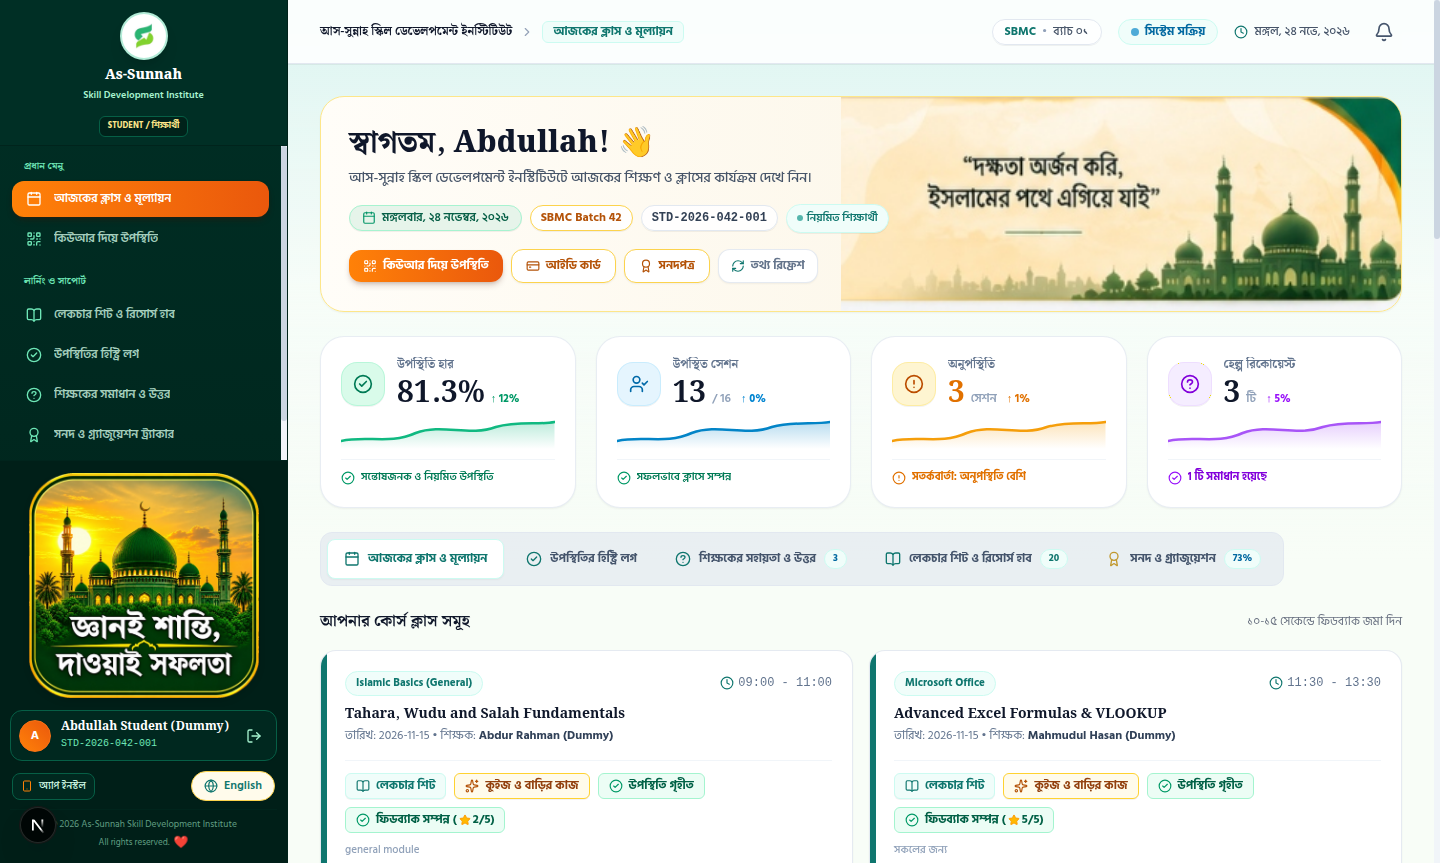 As-Sunnah
Skill Development Institute
STUDENT / শিক্ষার্থী
প্রধান মেনু
আজকের ক্লাস ও মূল্যায়ন
কিউআর দিয়ে উপস্থিতি
লার্নিং ও সাপোর্ট
লেকচার শিট ও রিসোর্স হাব
উপস্থিতির হিস্ট্রি লগ
শিক্ষকের সমাধান ও উত্তর
সনদ ও গ্র্যাজুয়েশন ট্র্যাকার
জ্ঞানই শান্তি,
দাওয়াই সফলতা
A
Abdullah Student (Dummy)
STD-2026-042-001
অ্যাপ ইনস্টল
English
N
2026 As-Sunnah Skill Development Institute
All rights reserved. ❤️
আস-সুন্নাহ স্কিল ডেভেলপমেন্ট ইনস্টিটিউট
আজকের ক্লাস ও মূল্যায়ন
SBMC • ব্যাচ ০২
সিস্টেম সক্রিয়
মঙ্গল, ২৪ নভে, ২০২৬
স্বাগতম, Abdullah! 👋
আস-সুন্নাহ স্কিল ডেভেলপমেন্ট ইনস্টিটিউটে আজকের শিক্ষণ ও ক্লাসের কার্যক্রম দেখে নিন।
মঙ্গলবার, ২৪ নভেম্বর, ২০২৬
SBMC Batch 42
STD-2026-042-001
নিয়মিত শিক্ষার্থী
কিউআর দিয়ে উপস্থিতি
আইডি কার্ড
সনদপত্র
তথ্য রিফ্রেশ
“দক্ষতা অর্জন করি,
ইসলামের পথে এগিয়ে যাই”
উপস্থিতি হার
81.3% ↑ 12%
সন্তোষজনক ও নিয়মিত উপস্থিতি
উপস্থিত সেশন
13 / 16 ↑ 0%
সফলভাবে ক্লাসে সম্পন্ন
অনুপস্থিতি
3 সেশন ↑ 1%
সতর্কবার্তা: অনুপস্থিতি বেশি
হেল্প রিকোয়েস্ট
3 টি ↑ 5%
1 টি সমাধান হয়েছে
আজকের ক্লাস ও মূল্যায়ন
উপস্থিতির হিস্ট্রি লগ
শিক্ষকের সহায়তা ও উত্তর 3
লেকচার শিট ও রিসোর্স হাব 20
সনদ ও গ্র্যাজুয়েশন 73%
আপনার কোর্স ক্লাস সমূহ
১০-১৫ সেকেন্ডে ফিডব্যাক জমা দিন
Islamic Basics (General)
09:00 - 11:00
Tahara, Wudu and Salah Fundamentals
তারিখ: 2026-11-15 • শিক্ষক: Abdur Rahman (Dummy)
লেকচার শিট
কুইজ ও বাড়ির কাজ
উপস্থিতি গৃহীত
ফিডব্যাক সম্পন্ন (⭐2/5)
general module
Microsoft Office
11:30 - 13:30
Advanced Excel Formulas & VLOOKUP
তারিখ: 2026-11-15 • শিক্ষক: Mahmudul Hasan (Dummy)
লেকচার শিট
কুইজ ও বাড়ির কাজ
উপস্থিতি গৃহীত
ফিডব্যাক সম্পন্ন (⭐5/5)
সকলের জন্য